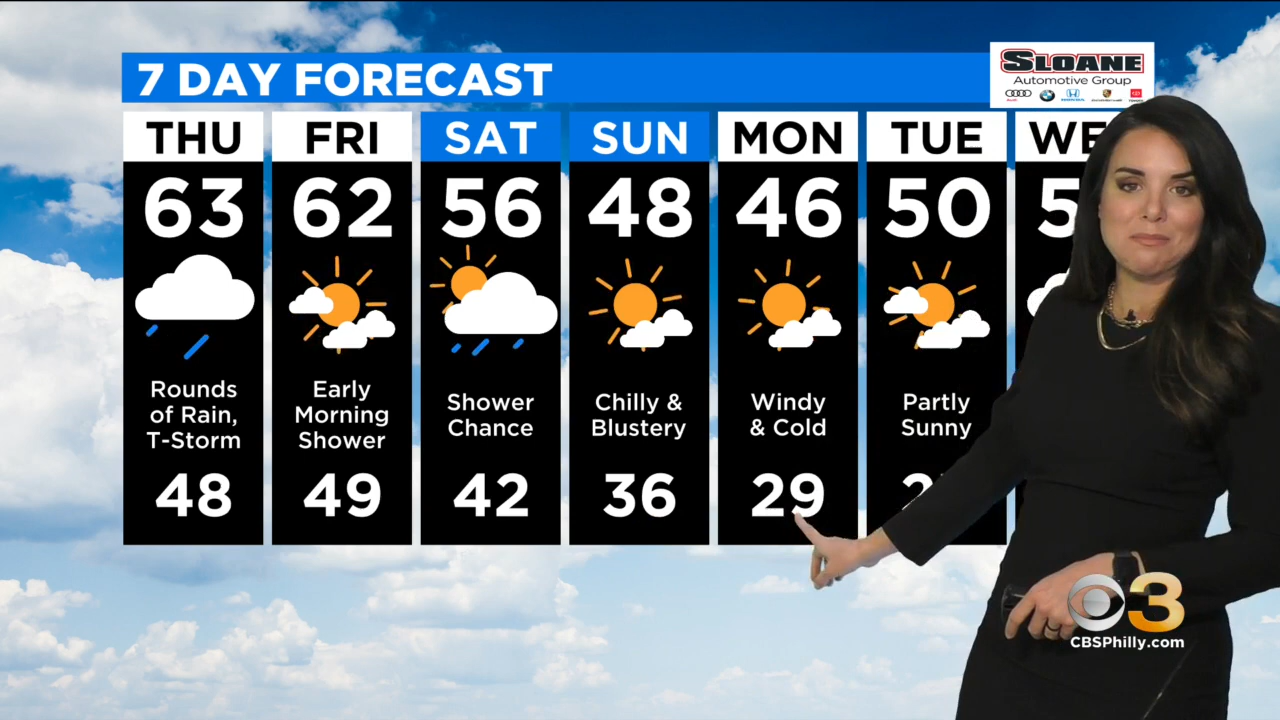 7 DAY FORECAST
SLOANE
Automotive Group
THU
FRI
SAT
SUN
MON
TUE
63
62
56
48
46
50
Rounds
of Rain,
T-Storm
Early
Morning
Shower
Shower
Chance
Chilly &
Blustery
Windy
& Cold
Partly
Sunny
48
49
42
36
29
3
CBSPhilly.com